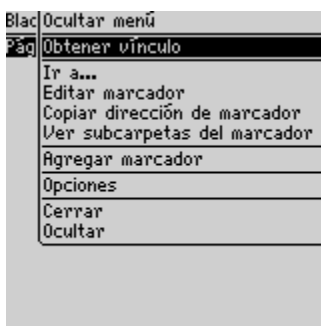 Blac Ocultar menú
Pág Obtener vínculo
Ir a...
Editar marcador
Copiar dirección de marcador
Ver subcarpetas del marcador
Agregar marcador
Opciones
Cerrar
Ocultar